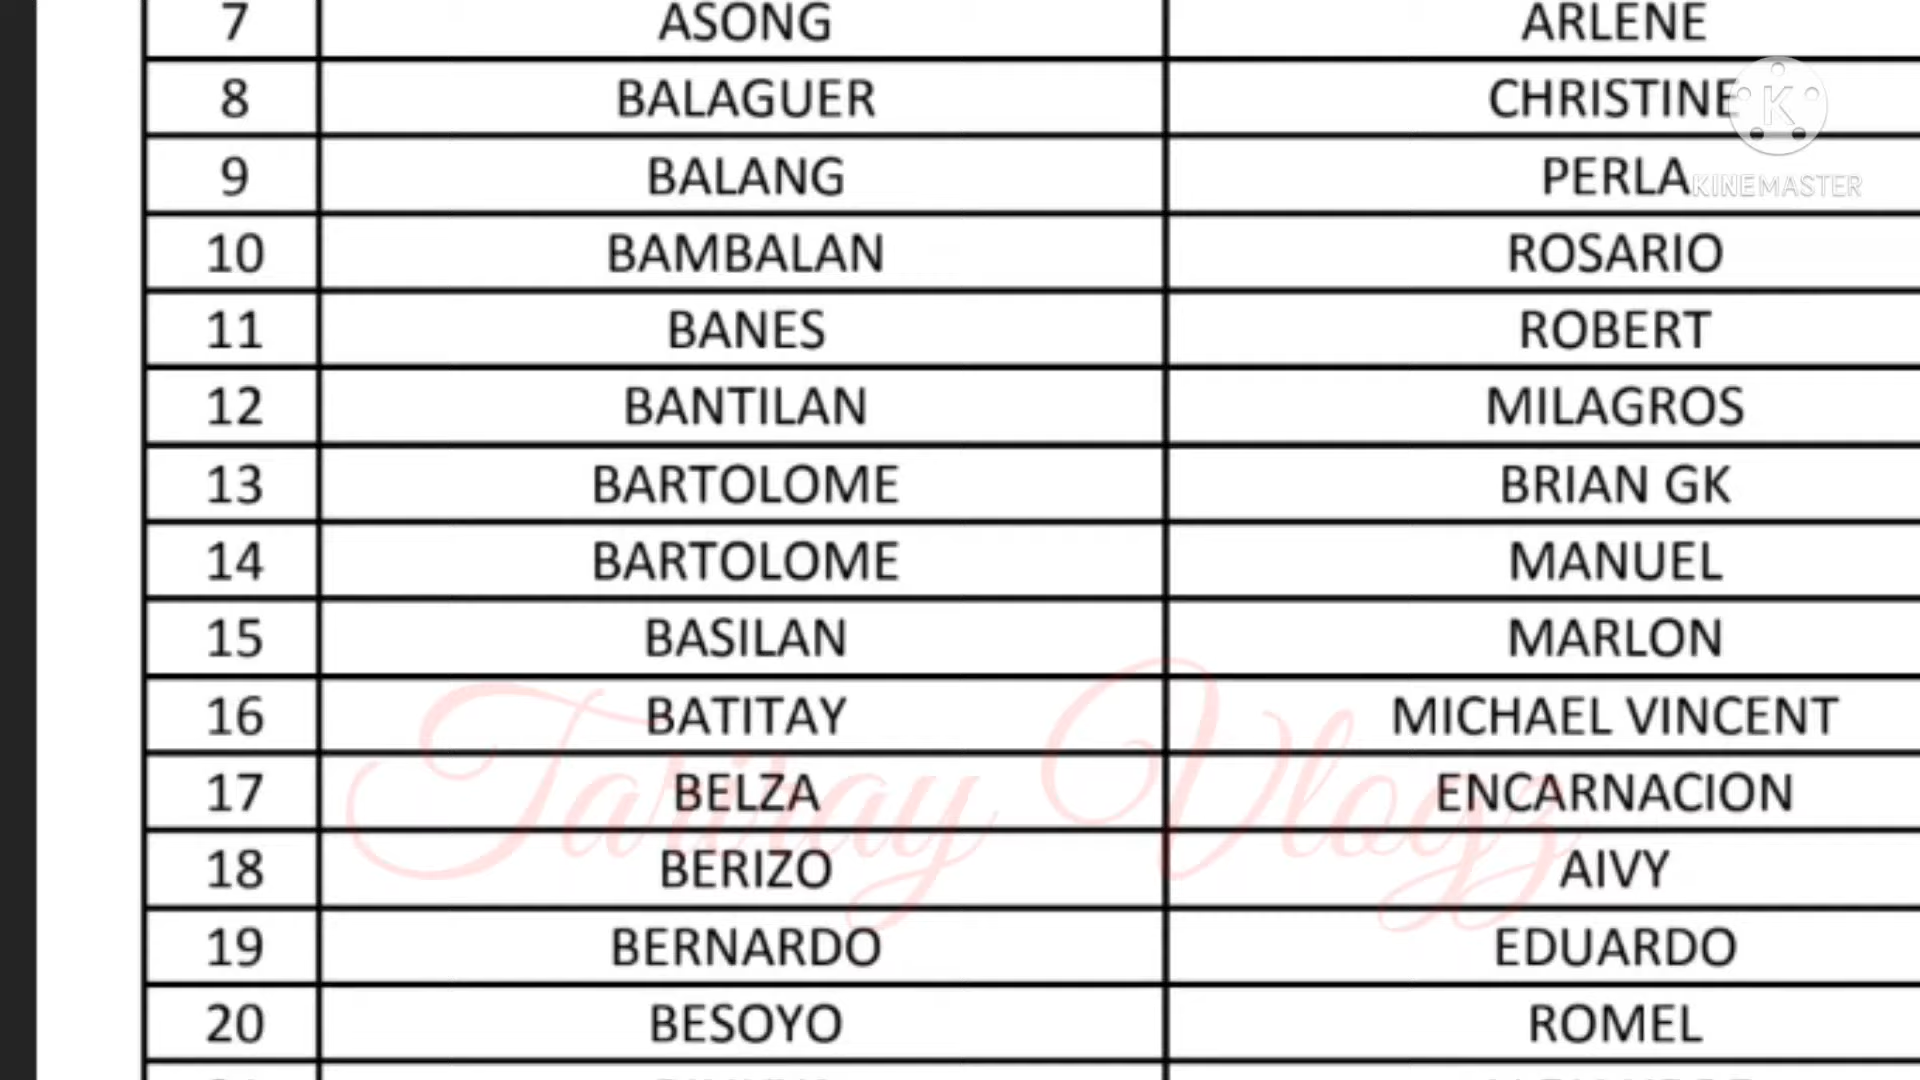 7 ASONG ARLENE
8 BALAGUER CHRISTINE
9 BALANG PERLA
10 BAMBALAN ROSARIO
11 BANES ROBERT
12 BANTILAN MILAGROS
13 BARTOLOME BRIAN GK
14 BARTOLOME MANUEL
15 BASILAN MARLON
16 BATITAY MICHAEL VINCENT
17 BELZA ENCARNACION
18 BERIZO AIVY
19 BERNARDO EDUARDO
20 BESOYO ROMEL
K
KINEMASTER
Vlogz